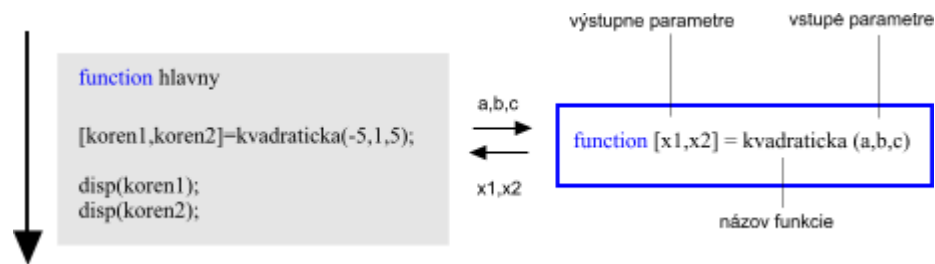 výstupne parametre
vstupé parametre
function hlavny
[koren1,koren2]=kvadraticka(-5,1,5);
disp(koren1);
disp(koren2);
a,b,c
x1,x2
function [x1,x2] = kvadraticka (a,b,c)
názov funkcie